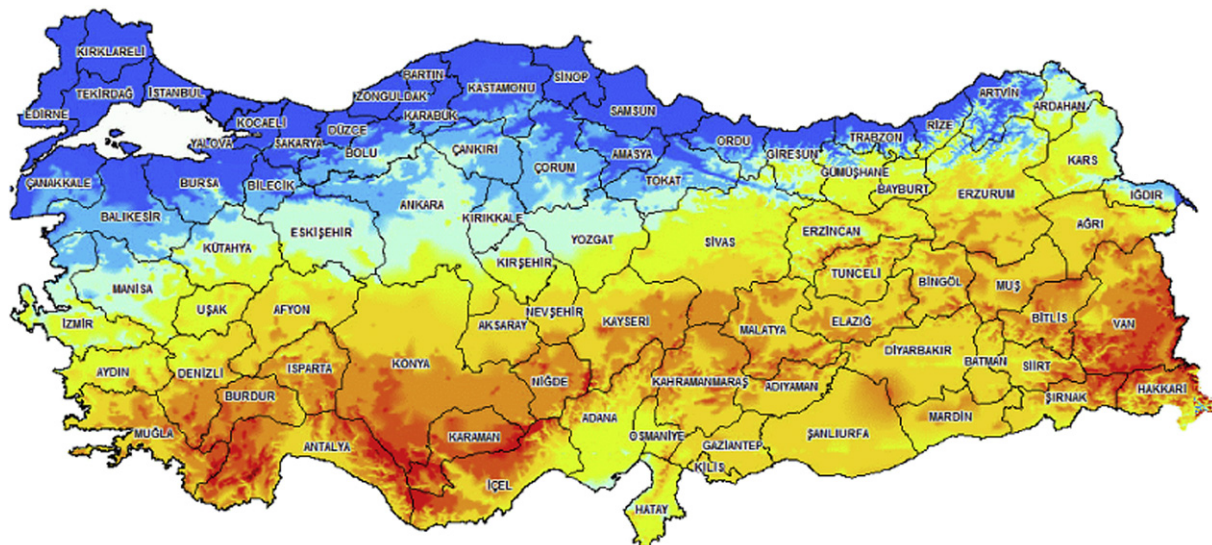 KIRKLARELİ
EDİRNE
TEKİRDAĞ
İSTANBUL
KOCAELİ
YALOVA
SAKARYA
DÜZCE
ZONGULDAK
BARTIN
KARABÜK
KASTAMONU
SİNOP
SAMSUN
ORDU
GİRESUN
TRABZON
RİZE
ARTVİN
ARDAHAN
ÇANAKKALE
BURSA
BİLECİK
BOLU
ÇANKIRI
ÇORUM
AMASYA
TOKAT
GÜMÜŞHANE
BAYBURT
ERZURUM
KARS
IĞDIR
BALIKESİR
KÜTAHYA
ESKİŞEHİR
ANKARA
KIRIKKALE
YOZGAT
SİVAS
ERZİNCAN
AĞRI
MANİSA
UŞAK
AFYON
KIRŞEHİR
TUNCELİ
BİNGÖL
MUŞ
İZMİR
AKSARAY
NEVŞEHİR
KAYSERİ
MALATYA
ELAZIĞ
BİTLİS
VAN
AYDIN
DENİZLİ
ISPARTA
KONYA
NİĞDE
KAHRAMANMARAŞ
ADIYAMAN
DİYARBAKIR
BATMAN
SİİRT
ŞIRNAK
HAKKARİ
BURDUR
MUĞLA
ANTALYA
KARAMAN
İÇEL
ADANA
OSMANİYE
GAZİANTEP
KİLİS
ŞANLIURFA
MARDİN
HATAY